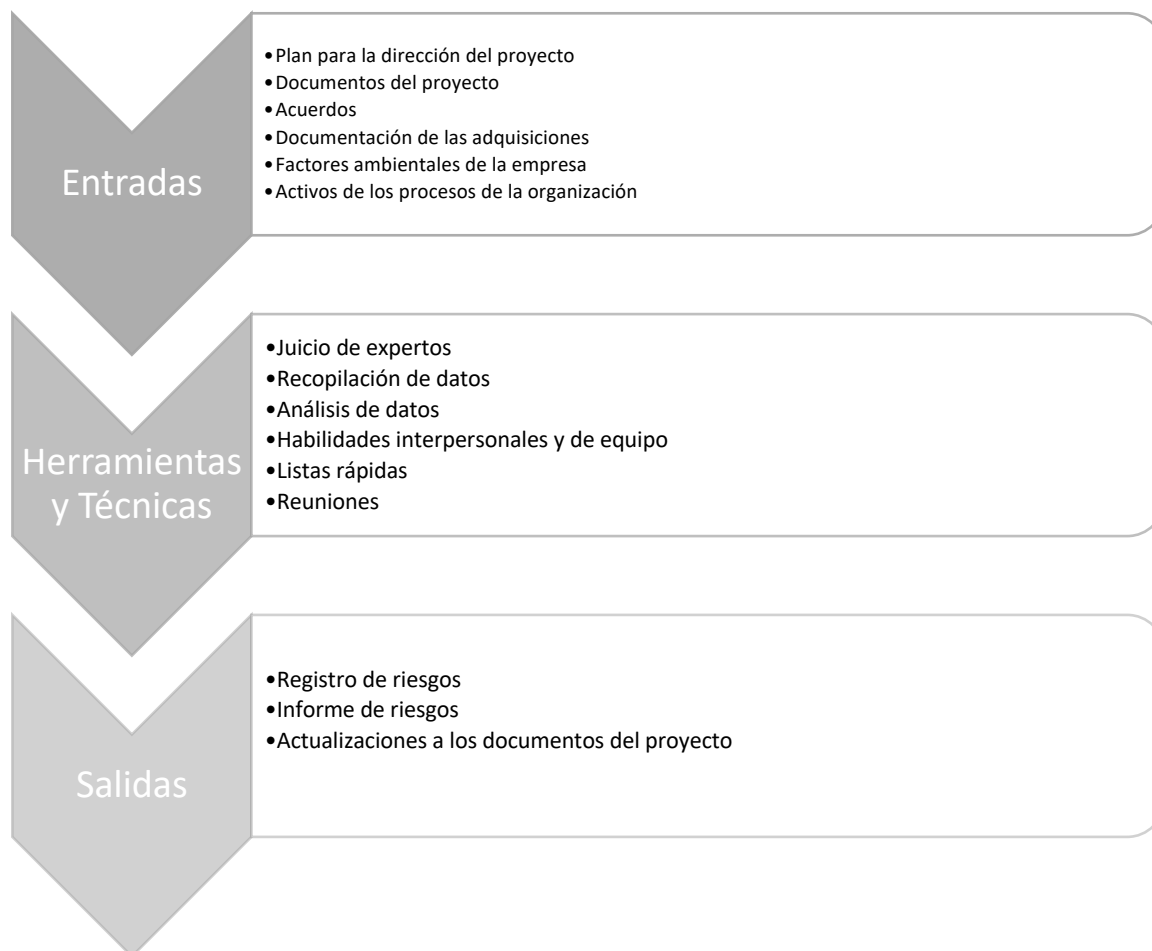 Entradas
•Plan para la dirección del proyecto
•Documentos del proyecto
•Acuerdos
•Documentación de las adquisiciones
•Factores ambientales de la empresa
•Activos de los procesos de la organización
Herramientas
y Técnicas
•Juicio de expertos
•Recopilación de datos
•Análisis de datos
•Habilidades interpersonales y de equipo
•Listas rápidas
•Reuniones
Salidas
•Registro de riesgos
•Informe de riesgos
•Actualizaciones a los documentos del proyecto